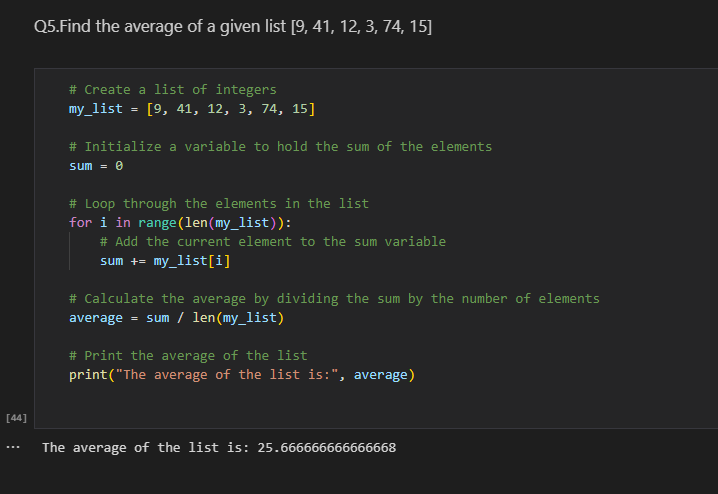 Q5.Find the average of a given list [9, 41, 12, 3, 74, 15]
# Create a list of integers
my_list = [9, 41, 12, 3, 74, 15]
# Initialize a variable to hold the sum of the elements
sum = 0
# Loop through the elements in the list
for i in range(len(my_list)):
    # Add the current element to the sum variable
    sum += my_list[i]
# Calculate the average by dividing the sum by the number of elements
average = sum / len(my_list)
# Print the average of the list
print("The average of the list is:", average)
[44]
... The average of the list is: 25.666666666666668